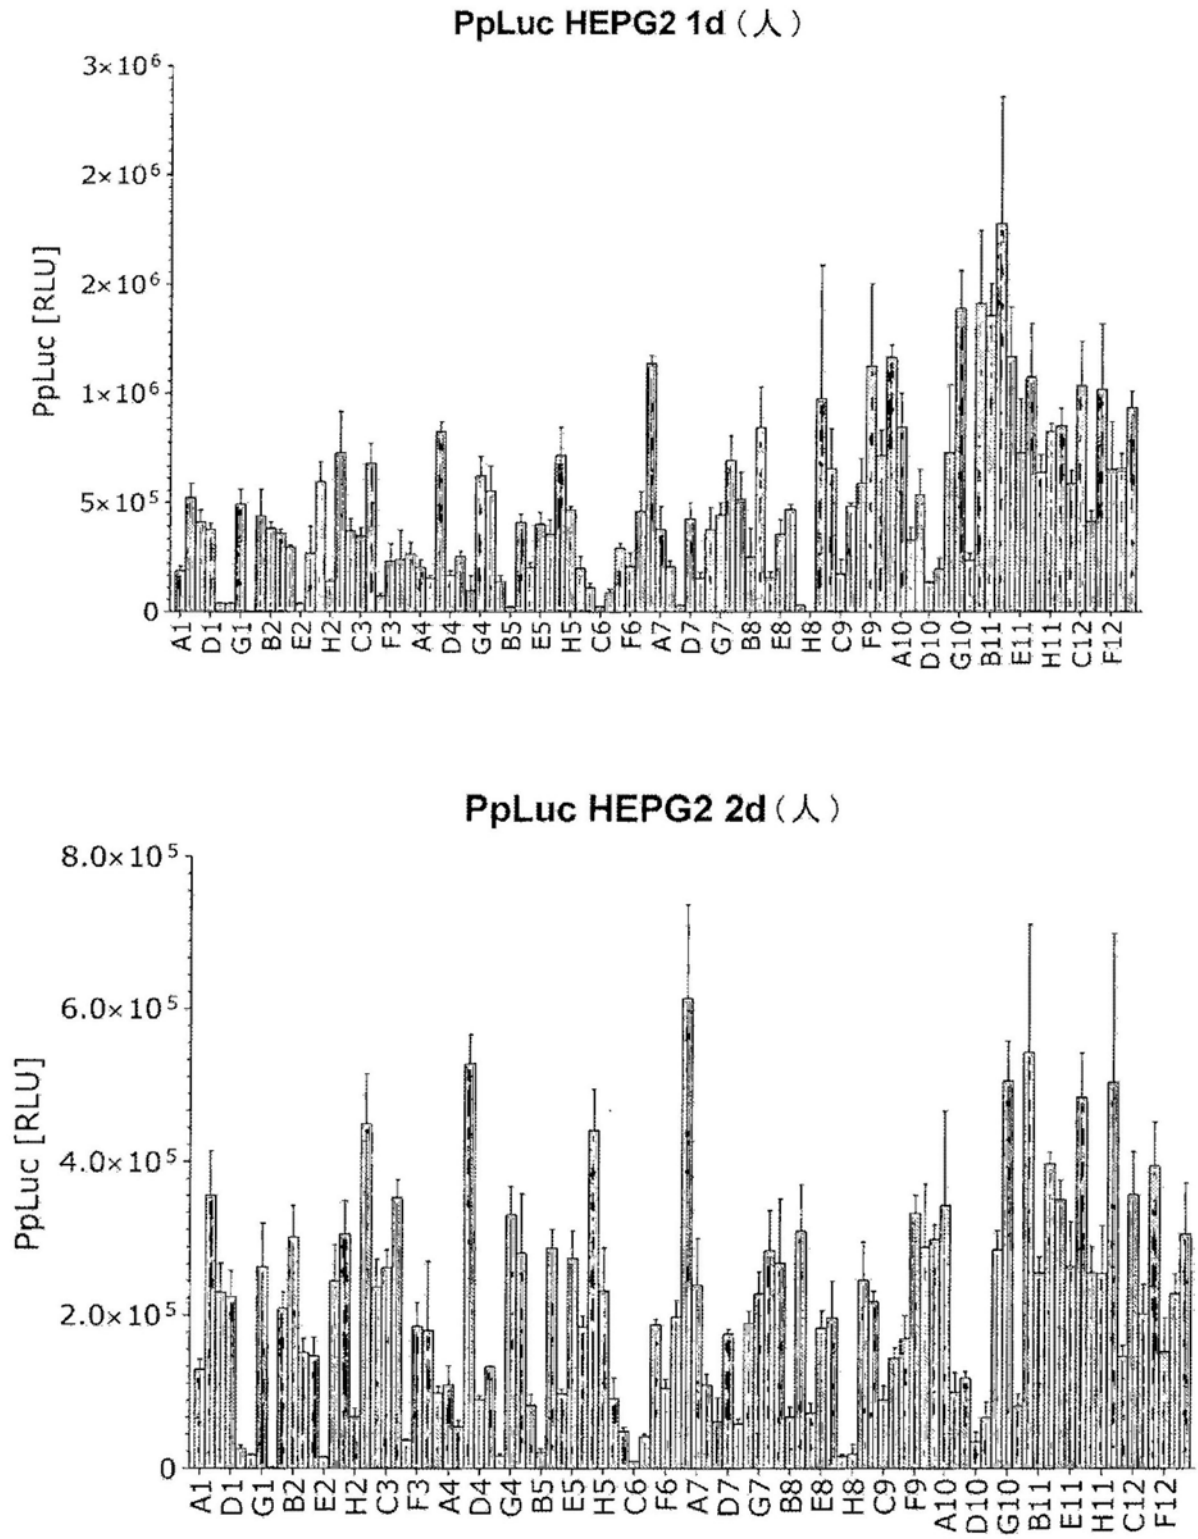 PpLuc HEPG2 1d（人）
3×10⁶
2×10⁶
2×10⁶
1×10⁶
5×10⁵
0
PpLuc [RLU]
A1 D1 G1 B2 E2 H2 C3 F3 A4 D4 G4 B5 E5 H5 C6 F6 A7 D7 G7 B8 E8 H8 C9 F9 A10 D10 G10 B11 E11 H11 C12 F12
PpLuc HEPG2 2d（人）
8.0×10⁵
6.0×10⁵
4.0×10⁵
2.0×10⁵
0
PpLuc [RLU]
A1 D1 G1 B2 E2 H2 C3 F3 A4 D4 G4 B5 E5 H5 C6 F6 A7 D7 G7 B8 E8 H8 C9 F9 A10 D10 G10 B11 E11 H11 C12 F12